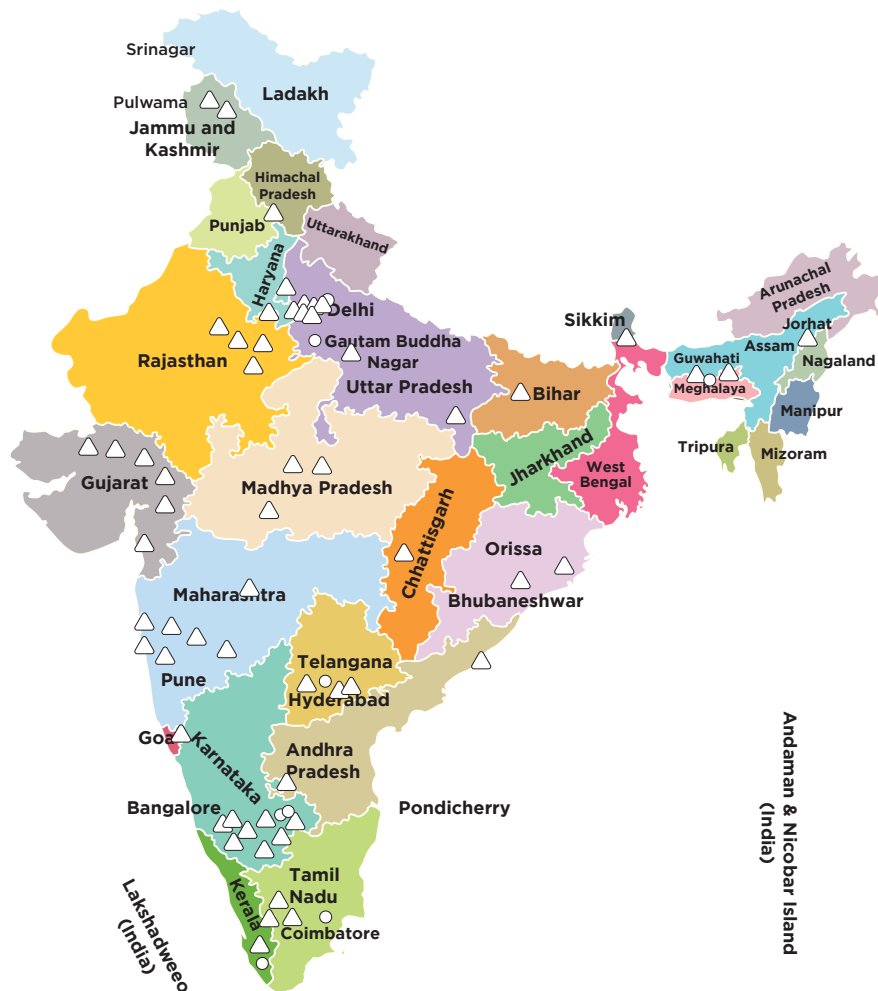 Srinagar
Ladakh
Pulwama
Jammu and
Kashmir
Himachal
Pradesh
Punjab
Uttarakhand
Haryana
Delhi
Gautam Buddha
Nagar
Uttar Pradesh
Rajasthan
Sikkim
Arunachal
Pradesh
Jorhat
Assam
Guwahati
Nagaland
Meghalaya
Manipur
Tripura
Mizoram
Bihar
Jharkhand
West
Bengal
Gujarat
Madhya Pradesh
Chhattisgarh
Orissa
Bhubaneshwar
Maharashtra
Pune
Telangana
Hyderabad
Goa
Karnataka
Andhra
Pradesh
Bangalore
Pondicherry
Tamil
Nadu
Coimbatore
Kerala
Lakshadweeo
(India)
Andaman & Nicobar Island
(India)